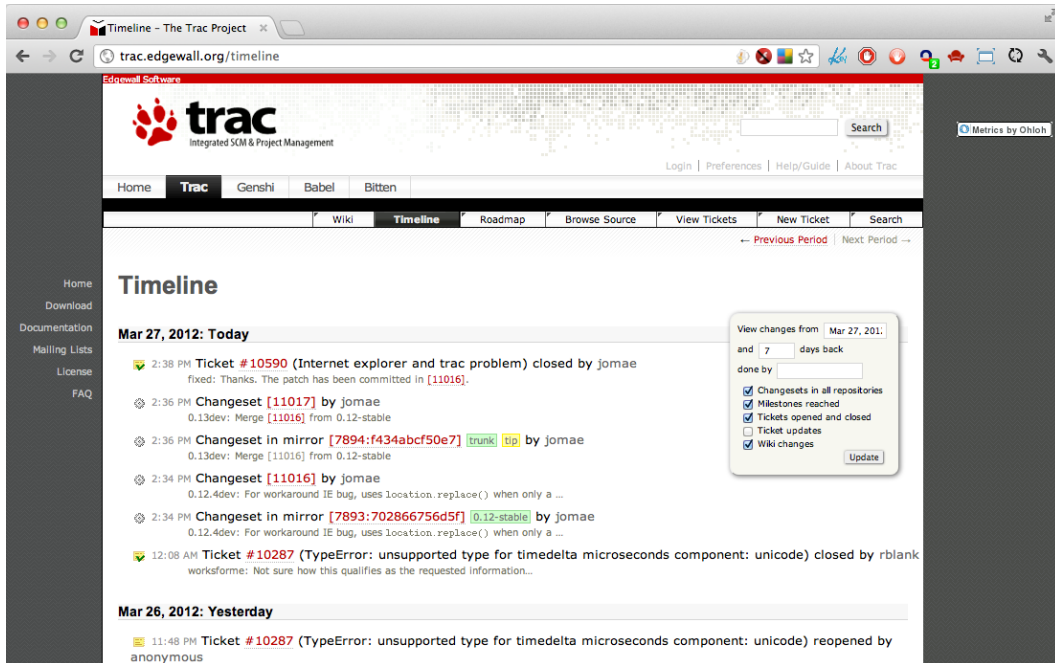 Timeline - The Trac Project
trac.edgewall.org/timeline
2
Edgewall Software
trac
Integrated SCM & Project Management
Search
Metrics by Ohloh
Login | Preferences | Help/Guide | About Trac
Home Trac Genshi Babel Bitten
Wiki Timeline Roadmap Browse Source View Tickets New Ticket Search
← Previous Period | Next Period →
Home
Download
Documentation
Mailing Lists
License
FAQ
Timeline
View changes from Mar 27, 201
and 7 days back
done by
Changesets in all repositories
Milestones reached
Tickets opened and closed
Ticket updates
Wiki changes
Update
Mar 27, 2012: Today
2:38 PM Ticket #10590 (Internet explorer and trac problem) closed by jomae
fixed: Thanks. The patch has been committed in [11016].
2:36 PM Changeset [11017] by jomae
0.13dev: Merge [11016] from 0.12-stable
2:36 PM Changeset in mirror [7894:f434abcf50e7] trunk tip by jomae
0.13dev: Merge [11016] from 0.12-stable
2:34 PM Changeset [11016] by jomae
0.12.4dev: For workaround IE bug, uses location.replace() when only a ...
2:34 PM Changeset in mirror [7893:702866756d5f] 0.12-stable by jomae
0.12.4dev: For workaround IE bug, uses location.replace() when only a ...
12:08 AM Ticket #10287 (TypeError: unsupported type for timedelta microseconds component: unicode) closed by rblank
worksforme: Not sure how this qualifies as the requested information...
Mar 26, 2012: Yesterday
11:48 PM Ticket #10287 (TypeError: unsupported type for timedelta microseconds component: unicode) reopened by
anonymous